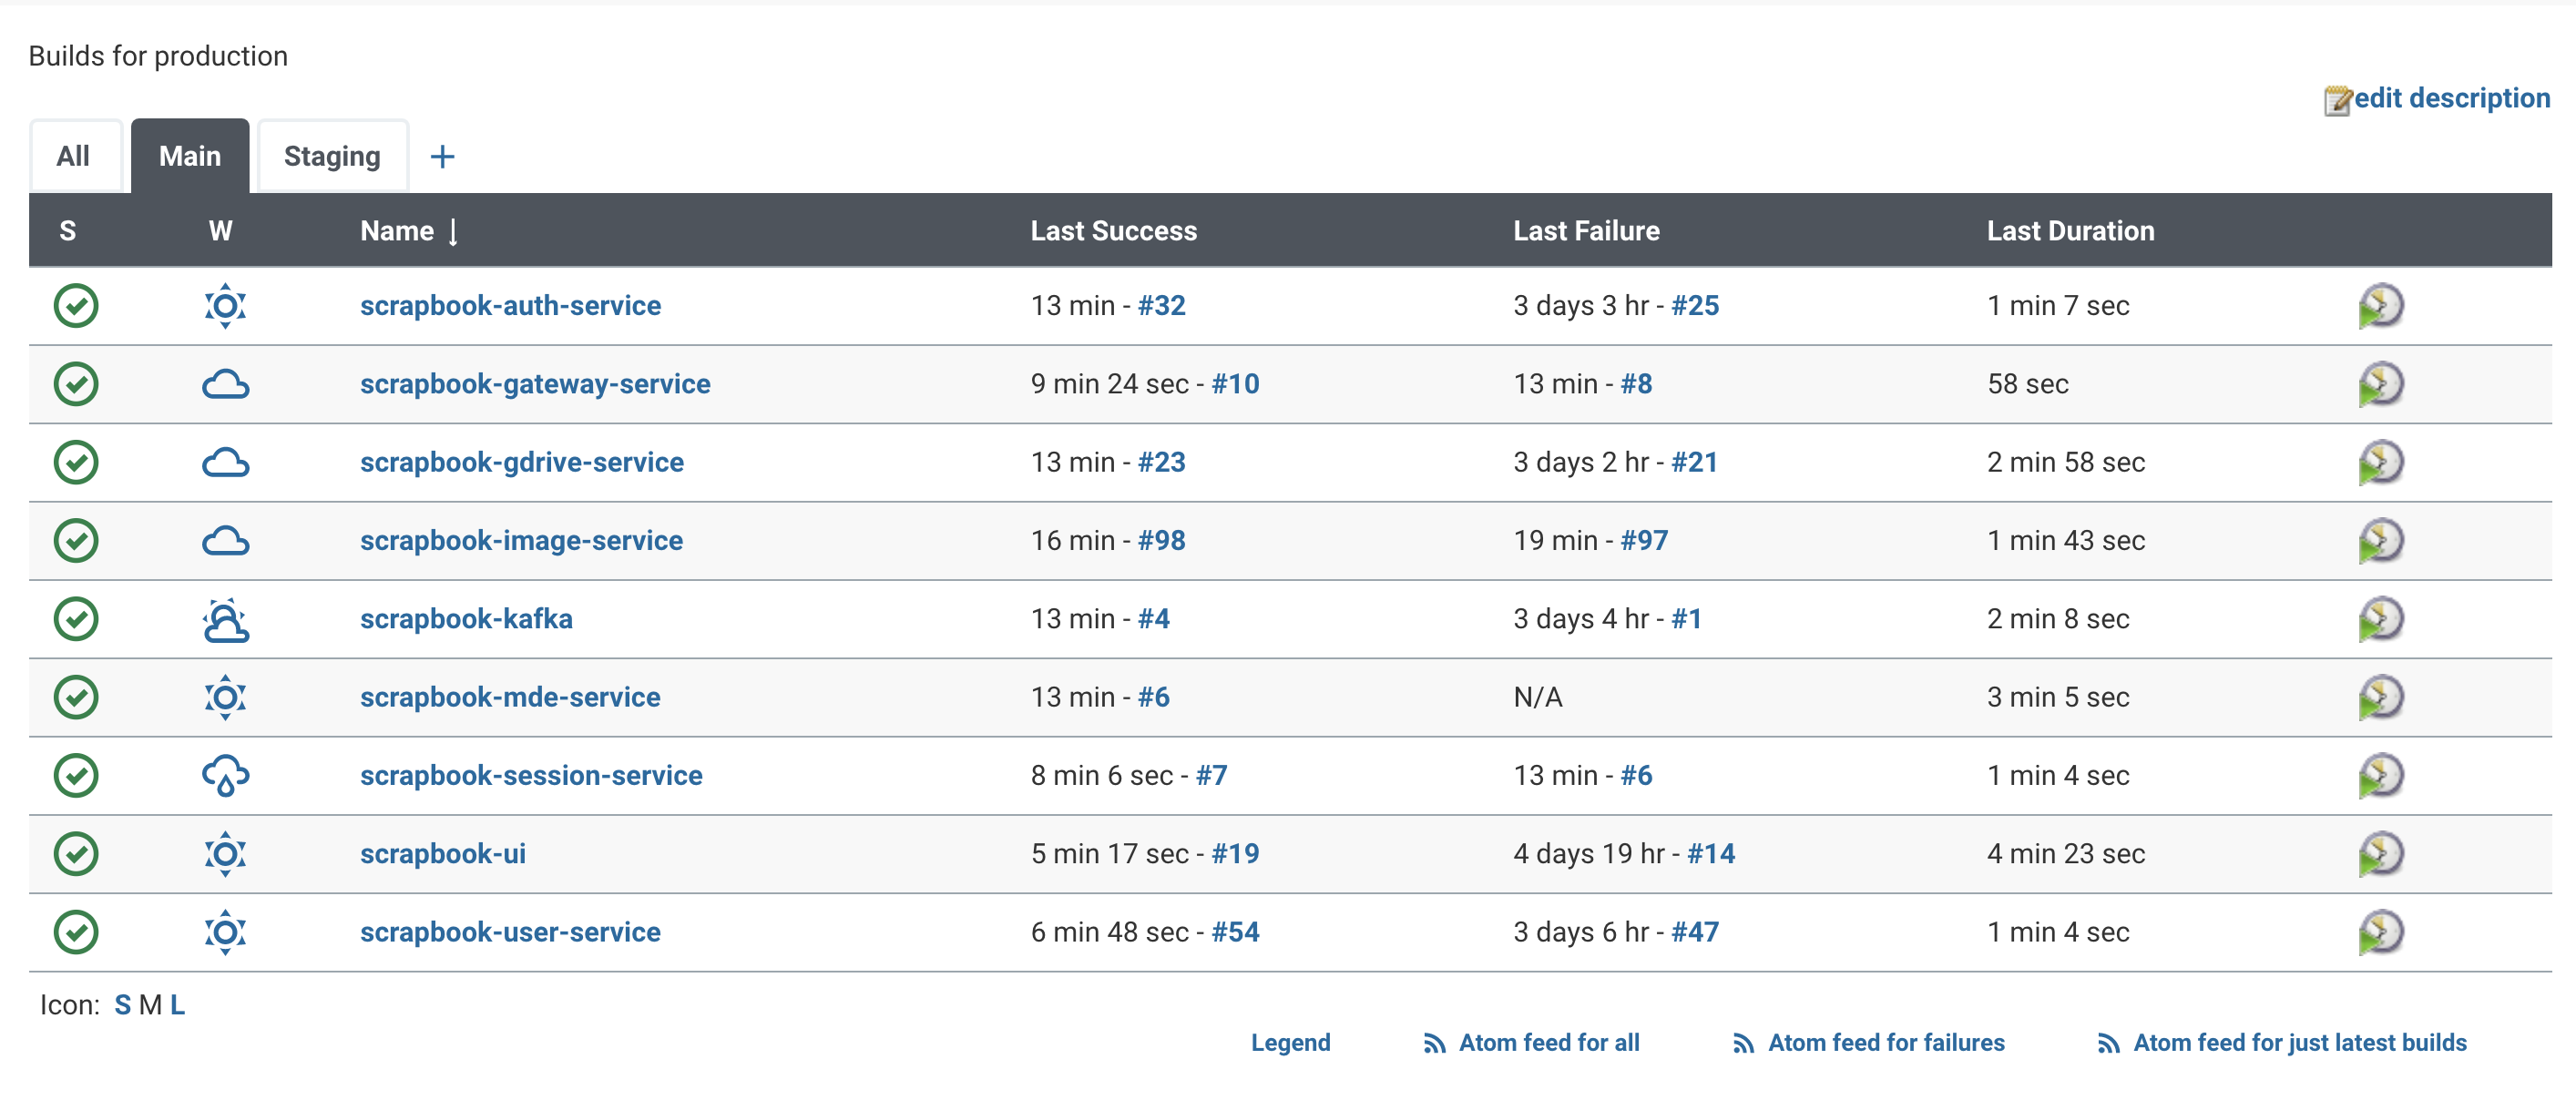 Builds for production
edit description
All Main Staging +
S W Name ↓ Last Success Last Failure Last Duration
scrapbook-auth-service 13 min - #32 3 days 3 hr - #25 1 min 7 sec
scrapbook-gateway-service 9 min 24 sec - #10 13 min - #8 58 sec
scrapbook-gdrive-service 13 min - #23 3 days 2 hr - #21 2 min 58 sec
scrapbook-image-service 16 min - #98 19 min - #97 1 min 43 sec
scrapbook-kafka 13 min - #4 3 days 4 hr - #1 2 min 8 sec
scrapbook-mde-service 13 min - #6 N/A 3 min 5 sec
scrapbook-session-service 8 min 6 sec - #7 13 min - #6 1 min 4 sec
scrapbook-ui 5 min 17 sec - #19 4 days 19 hr - #14 4 min 23 sec
scrapbook-user-service 6 min 48 sec - #54 3 days 6 hr - #47 1 min 4 sec
Icon: S M L
Legend Atom feed for all Atom feed for failures Atom feed for just latest builds